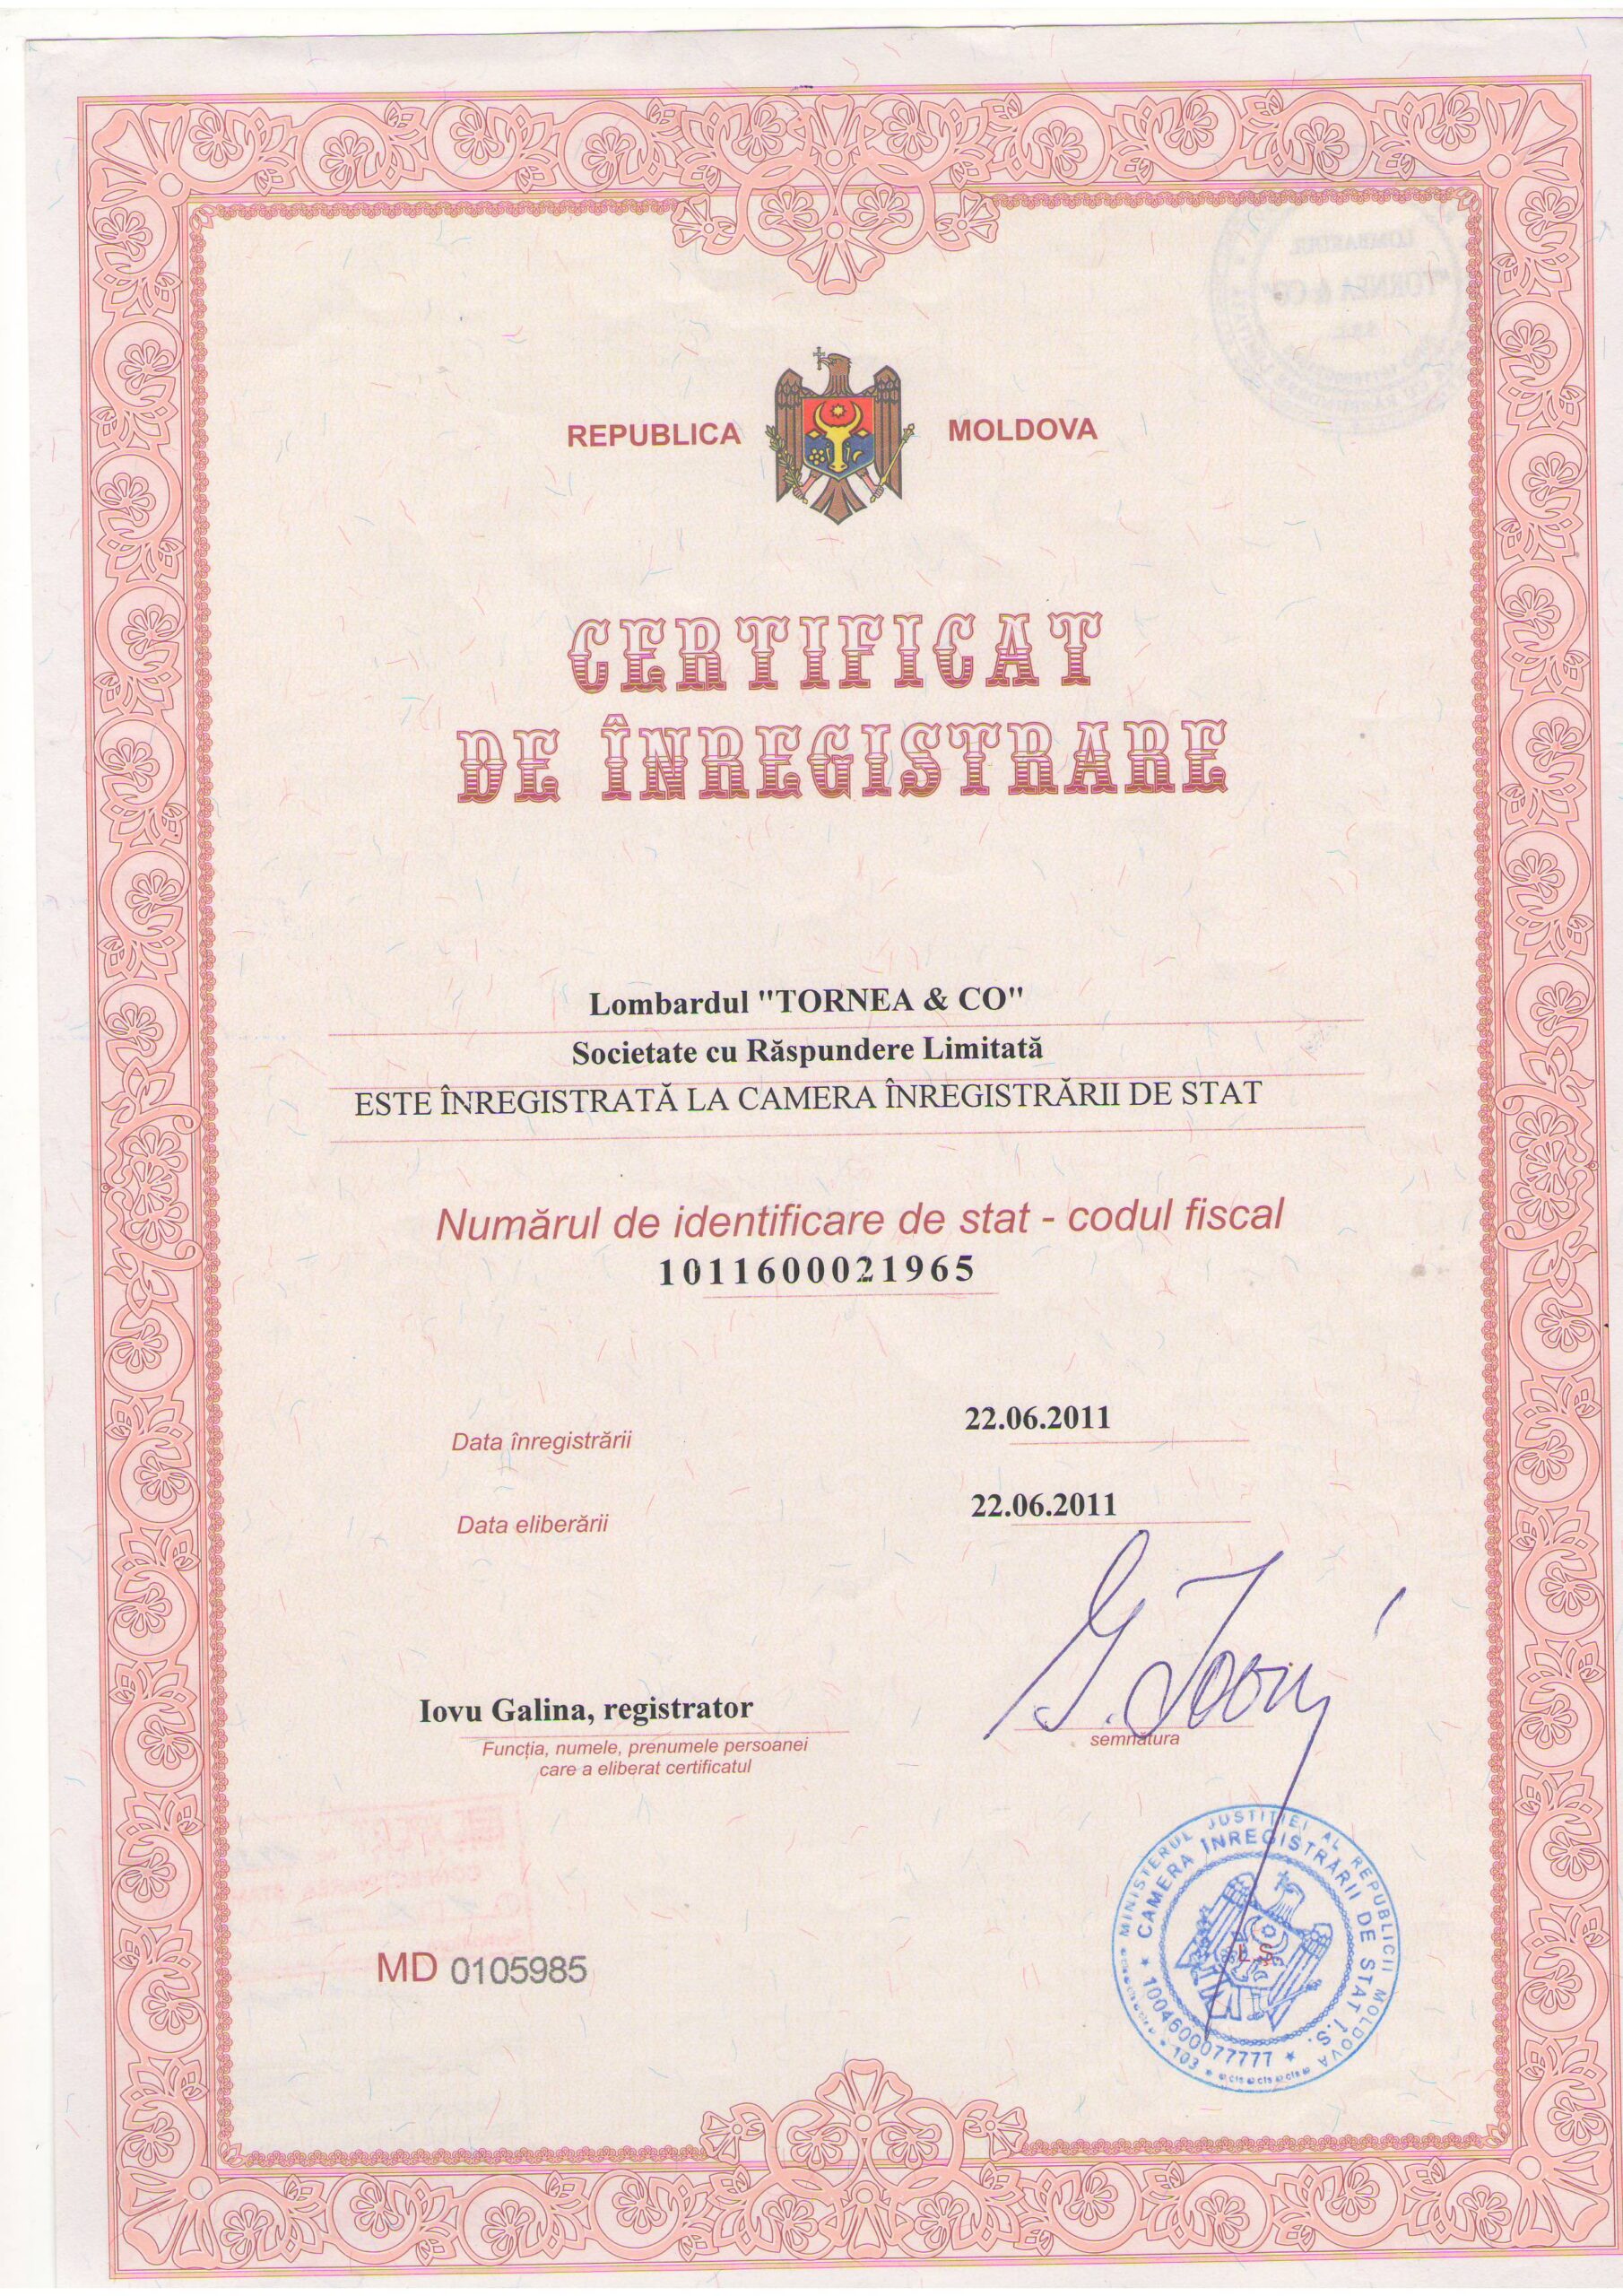 REPUBLICA MOLDOVA
CERTIFICAT
DE ÎNREGISTRARE
Lombardul "TORNEA & CO"
Societate cu Răspundere Limitată
ESTE ÎNREGISTRATĂ LA CAMERA ÎNREGISTRĂRII DE STAT
Numărul de identificare de stat - codul fiscal
1011600021965
Data înregistrării 22.06.2011
Data eliberării 22.06.2011
Iovu Galina, registrator
Funcția, numele, prenumele persoanei
care a eliberat certificatul
G. Iovu
semnătura
MINISTERUL JUSTIȚIEI AL REPUBLICII MOLDOVA
CAMERA ÎNREGISTRĂRII DE STAT Î.S.
1004600077777
103
MD 0105985